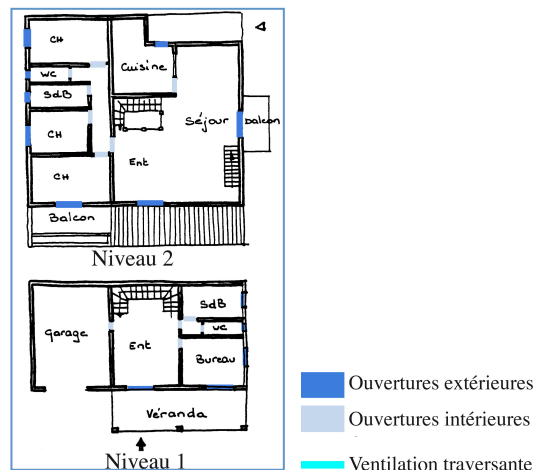 CH
WC
SdB
CH
CH
Balcon
Cuisine
Séjour
Balcon
Ent
Niveau 2
Garage
Ent
SdB
WC
Bureau
Véranda
Niveau 1
Ouvertures extérieures
Ouvertures intérieures
Ventilation traversante